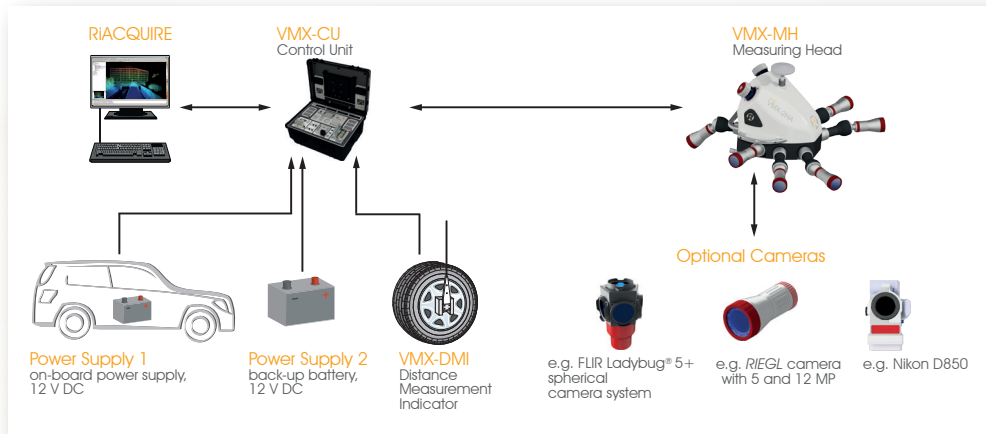 RiACQUIRE
VMX-CU
Control Unit
VMX-MH
Measuring Head
VMX-2HA
Optional Cameras
Power Supply 1
on-board power supply,
12 V DC
Power Supply 2
back-up battery,
12 V DC
VMX-DMI
Distance
Measurement
Indicator
e.g. FLIR Ladybug® 5+
spherical
camera system
e.g. RIEGL camera
with 5 and 12 MP
e.g. Nikon D850